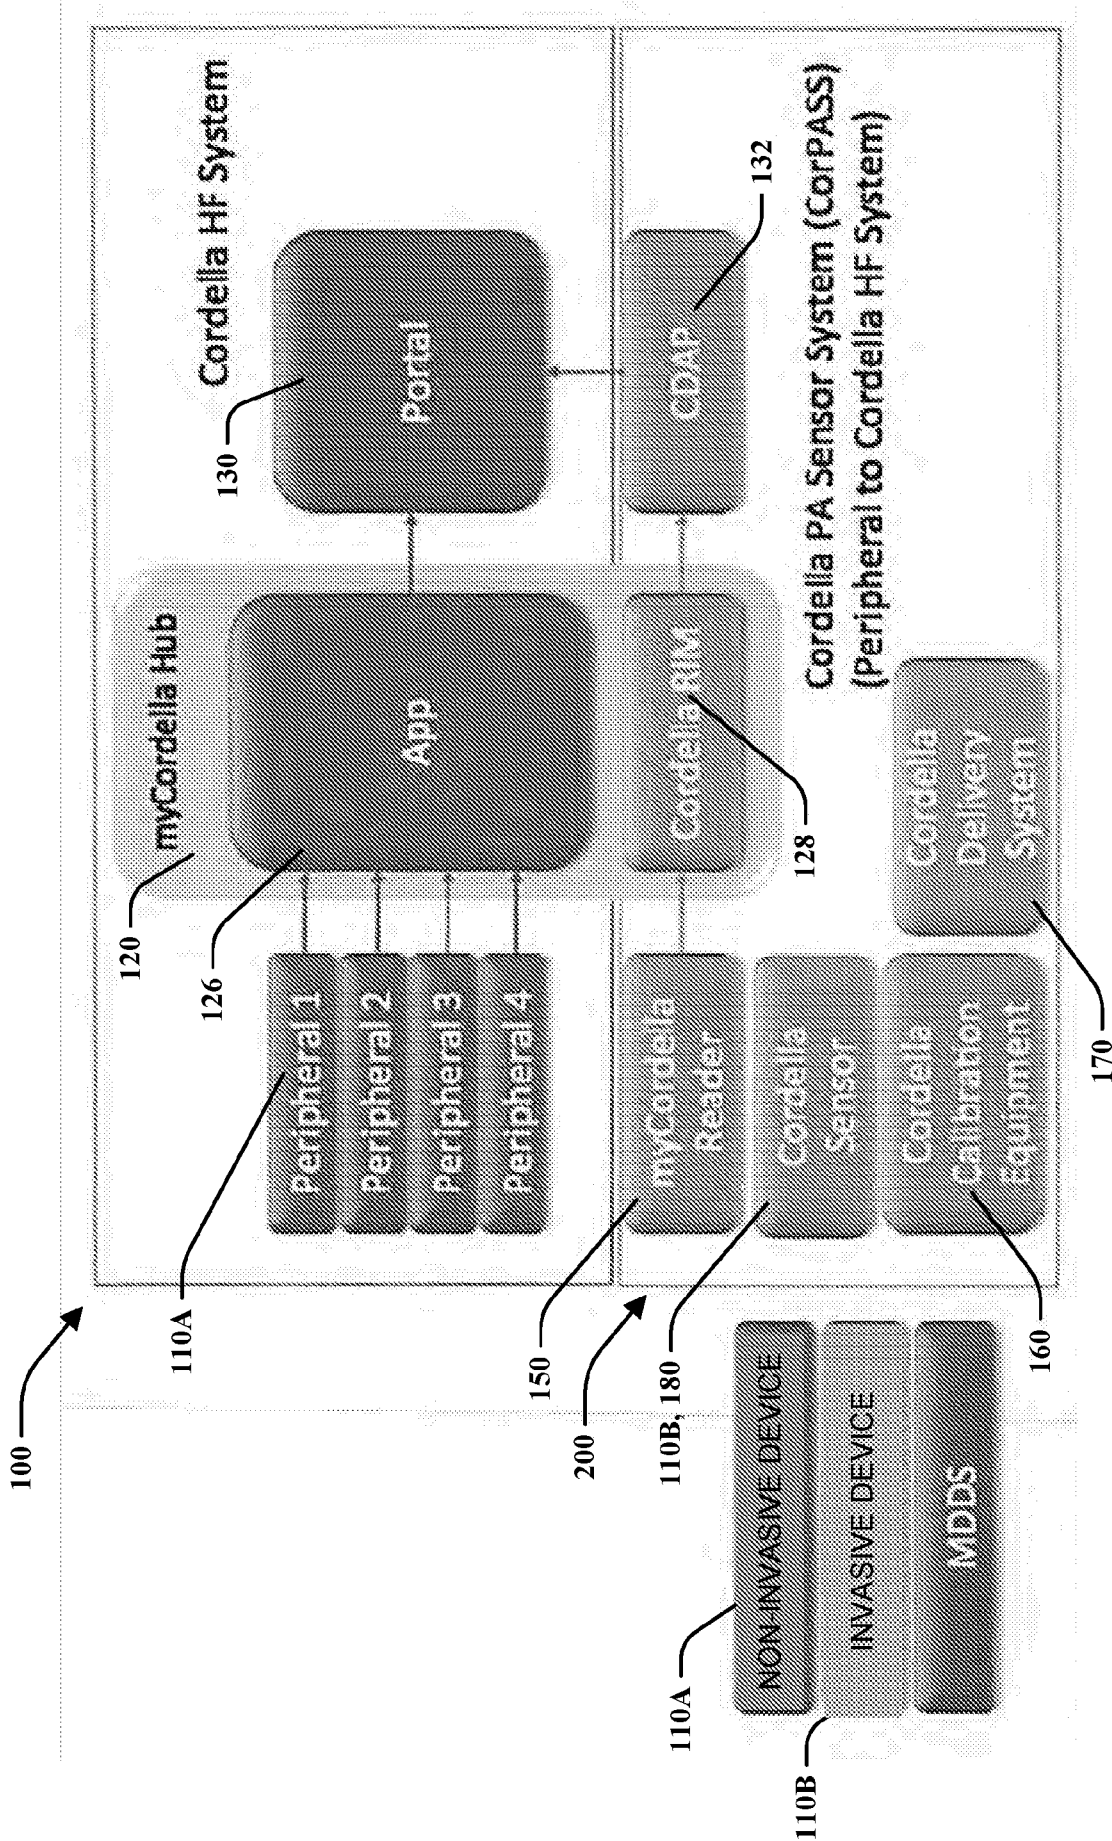 100
Cordella HF System
120
myCordella Hub
130
126
Peripheral 1
Peripheral 2
Peripheral 3
Peripheral 4
App
Portal
110A
150
myCordella
Reader
Cordella RIM
CDAP
132
200
128
Cordella PA Sensor System (CorPASS)
(Peripheral to Cordella HF System)
110B, 180
Cordella
Sensor
Cordella
Calibration
Equipment
160
Cordella
Delivery
System
170
110A
NON-INVASIVE DEVICE
110B
INVASIVE DEVICE
MDDS